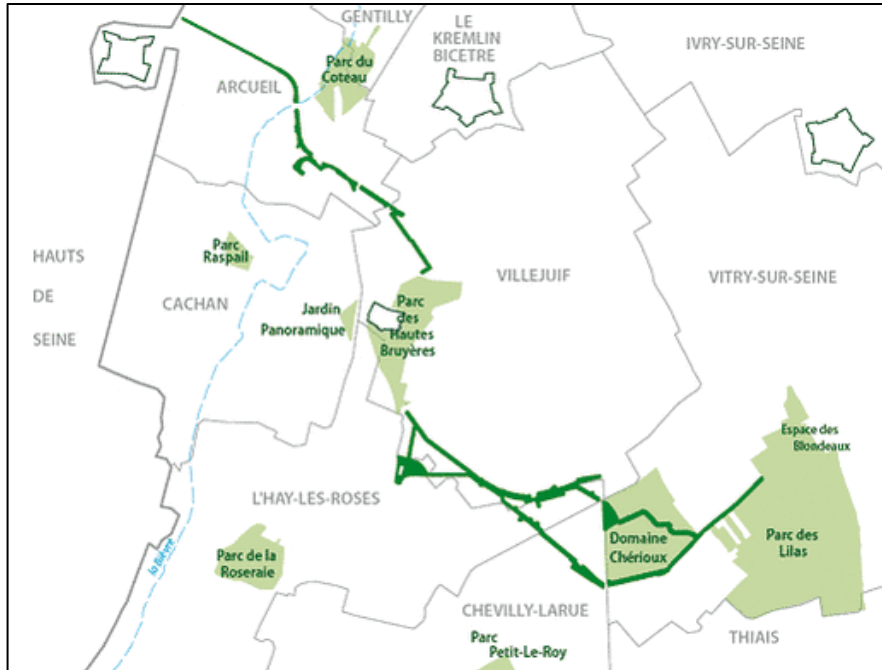 GENTILLY
LE
KREMLIN
BICETRE
IVRY-SUR-SEINE
Parc du
Coteau
ARCUEIL
HAUTS
DE
SEINE
Parc
Raspail
CACHAN
VILLEJUIF
VITRY-SUR-SEINE
Jardin
Panoramique
Parc
des
Hautes
Bruyères
Espace des
Blondeaux
L'HAY-LES-ROSES
Parc des
Lilas
Domaine
Chérioux
la Bièvre
Parc de la
Roseraie
CHEVILLY-LARUE
THIAIS
Parc
Petit-Le-Roy